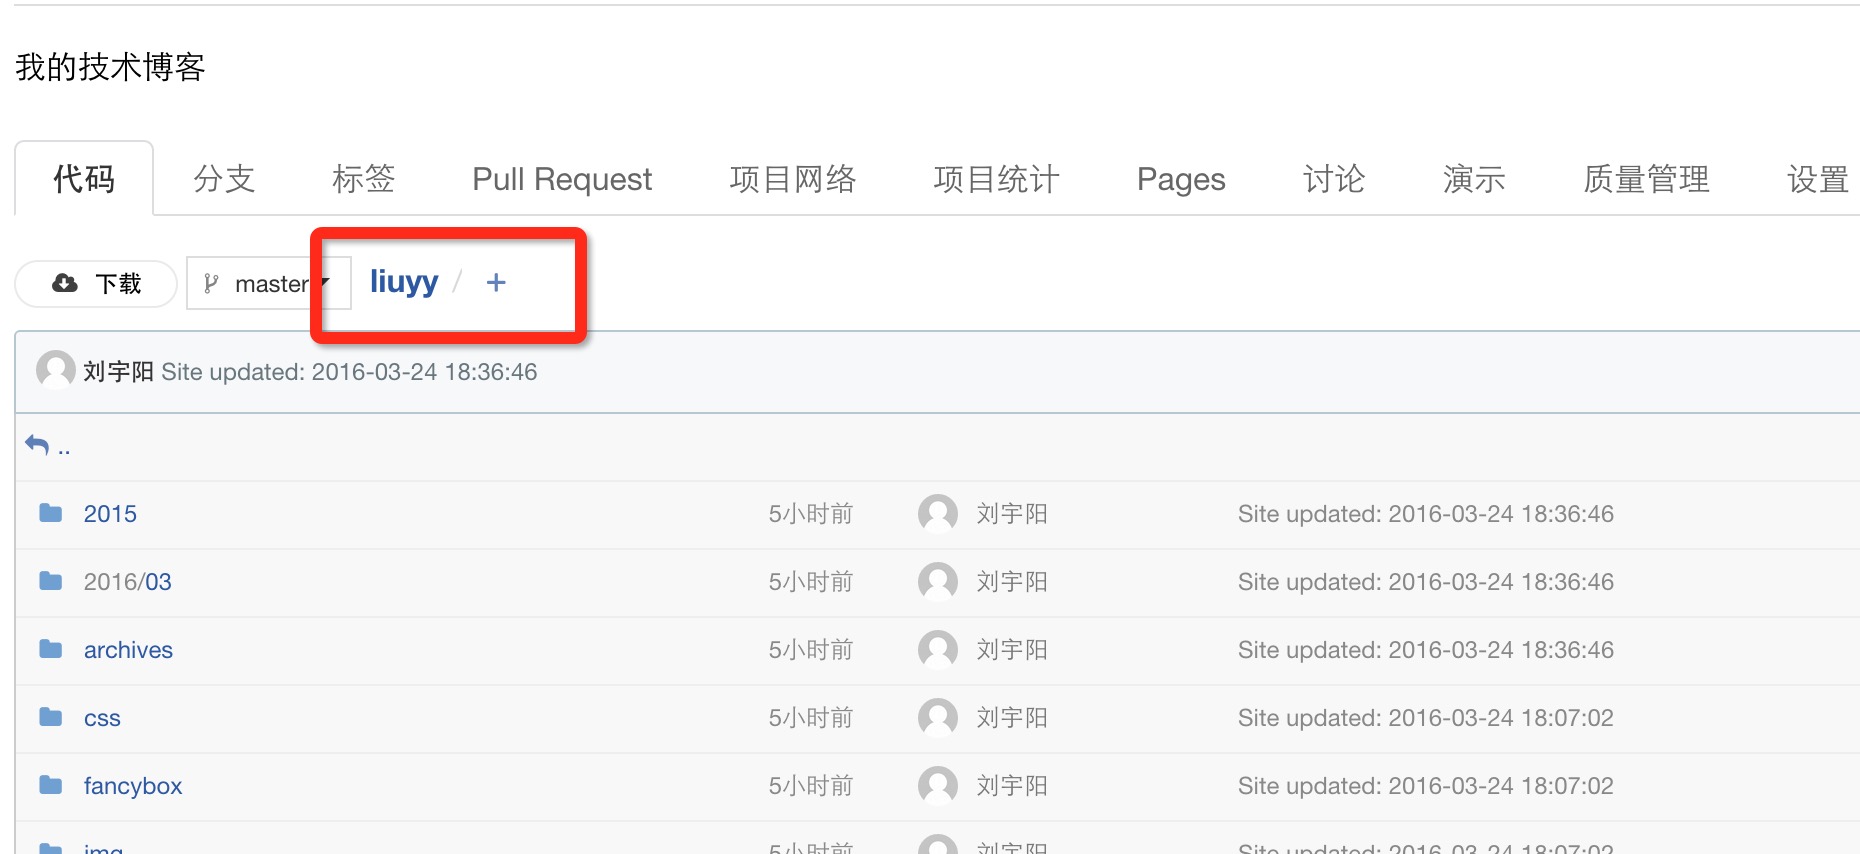 我的技术博客
代码 分支 标签 Pull Request 项目网络 项目统计 Pages 讨论 演示 质量管理 设置
下载 master liuyy / +
刘宇阳 Site updated: 2016-03-24 18:36:46
..
2015 5小时前 刘宇阳 Site updated: 2016-03-24 18:36:46
2016/03 5小时前 刘宇阳 Site updated: 2016-03-24 18:36:46
archives 5小时前 刘宇阳 Site updated: 2016-03-24 18:36:46
css 5小时前 刘宇阳 Site updated: 2016-03-24 18:07:02
fancybox 5小时前 刘宇阳 Site updated: 2016-03-24 18:07:02
img 5小时前 刘宇阳 Site updated: 2016-03-24 18:07:02